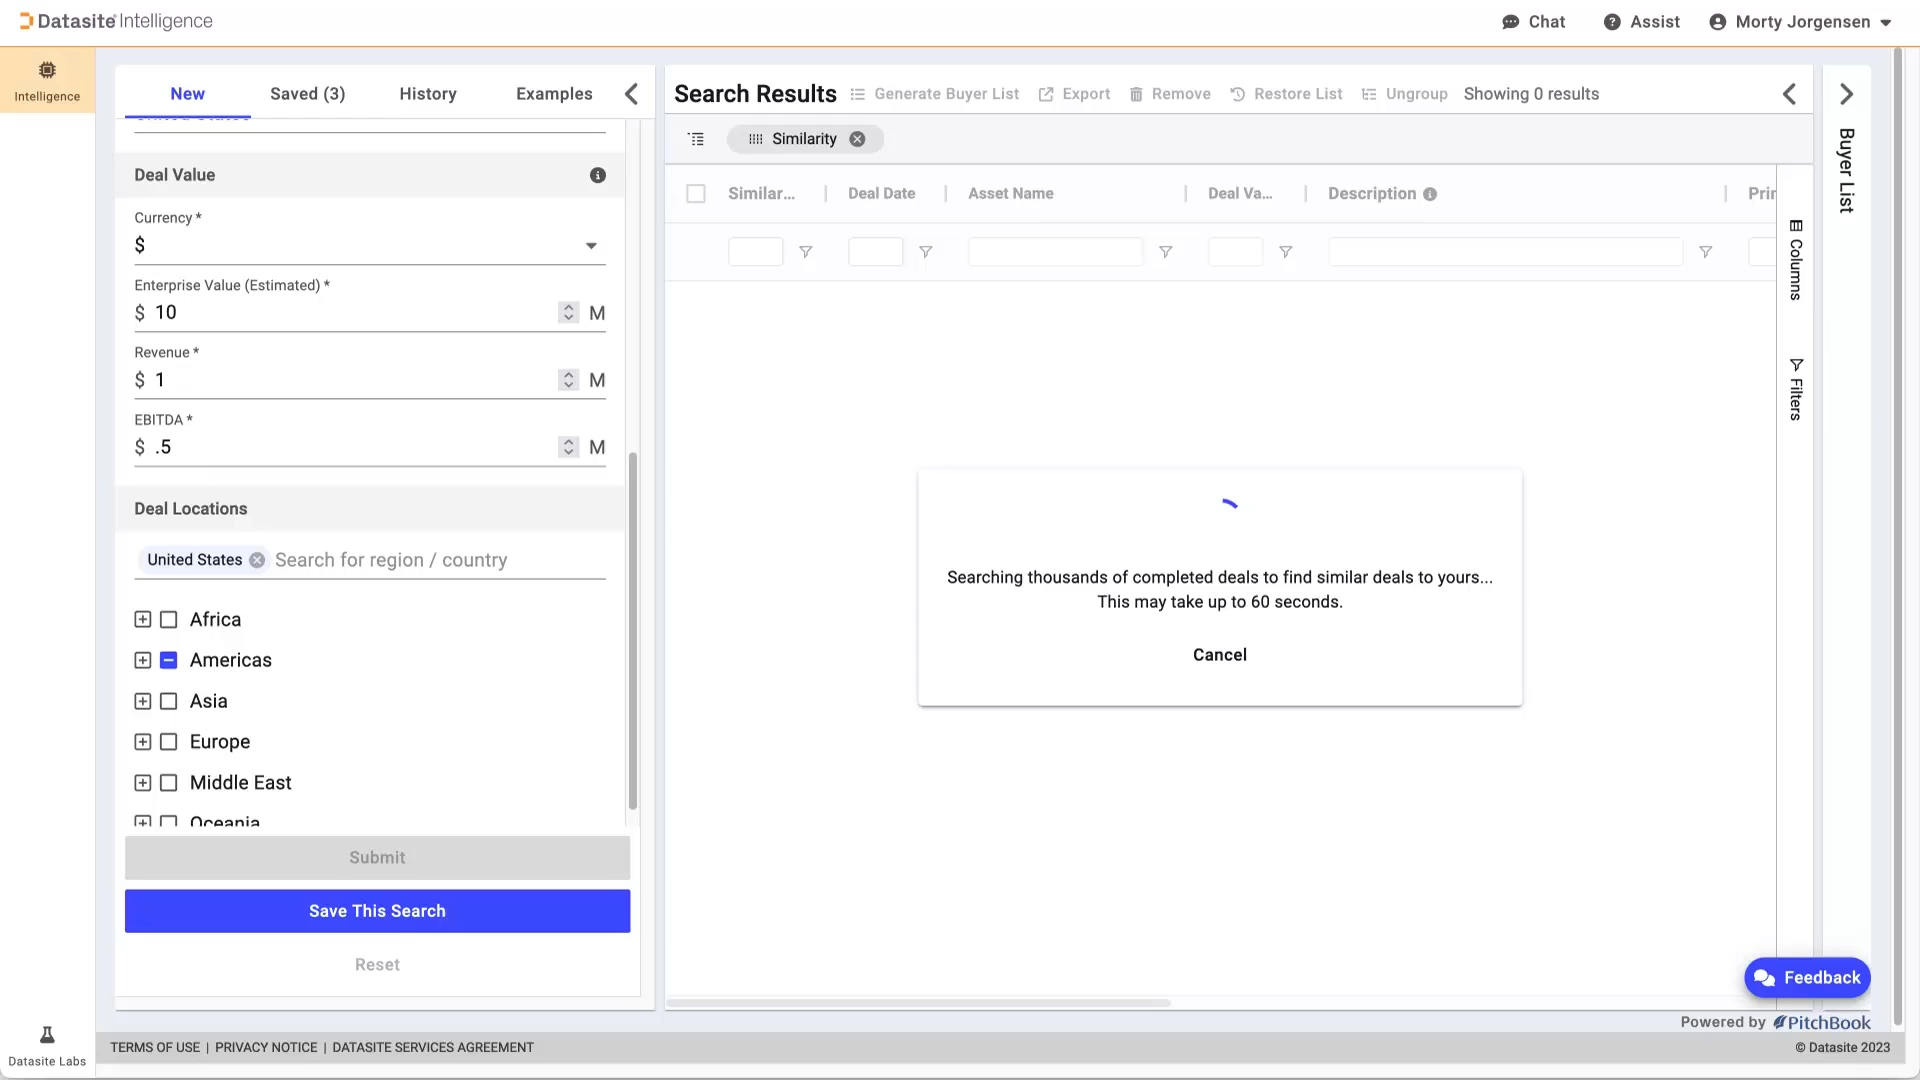 Datasite Intelligence
Chat
Assist
Morty Jorgensen
Intelligence
New
Saved (3)
History
Examples
Search Results
Generate Buyer List
Export
Remove
Restore List
Ungroup
Showing 0 results
United States
Similarity
Deal Value
Currency *
$
Enterprise Value (Estimated) *
$ 10 M
Revenue *
$ 1 M
EBITDA *
$ .5 M
Deal Locations
United States Search for region / country
Africa
Americas
Asia
Europe
Middle East
Oceania
Submit
Save This Search
Reset
Similar...
Deal Date
Asset Name
Deal Va...
Description
Prir
Searching thousands of completed deals to find similar deals to yours...
This may take up to 60 seconds.
Cancel
Columns
Filters
Buyer List
Feedback
Powered by PitchBook
Datasite Labs
TERMS OF USE | PRIVACY NOTICE | DATASITE SERVICES AGREEMENT
© Datasite 2023